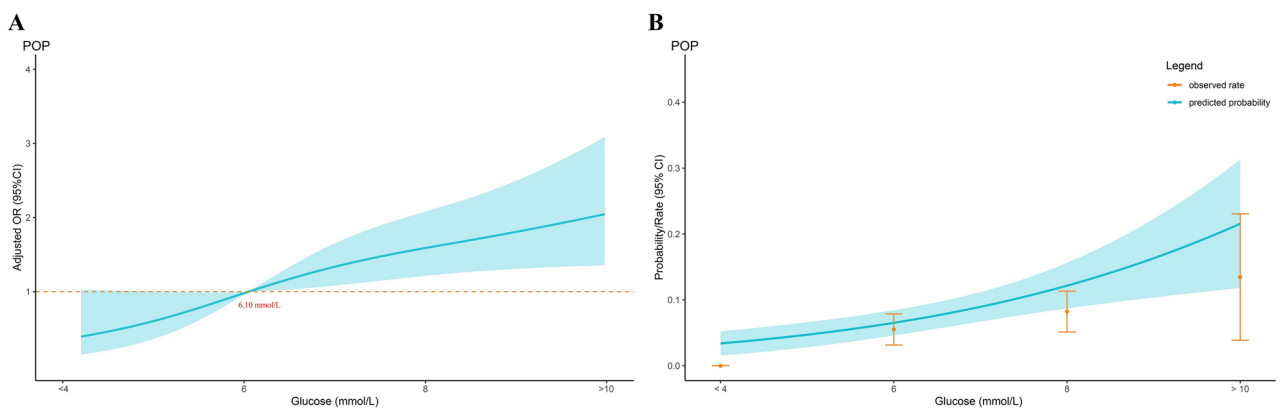 A
POP
Adjusted OR (95%CI)
4
3
2
1
6.10 mmol/L
<4
6
8
>10
Glucose (mmol/L)
B
POP
Probability/Rate (95% CI)
0.4
0.3
0.2
0.1
0.0
Legend
observed rate
predicted probability
< 4
6
8
> 10
Glucose (mmol/L)